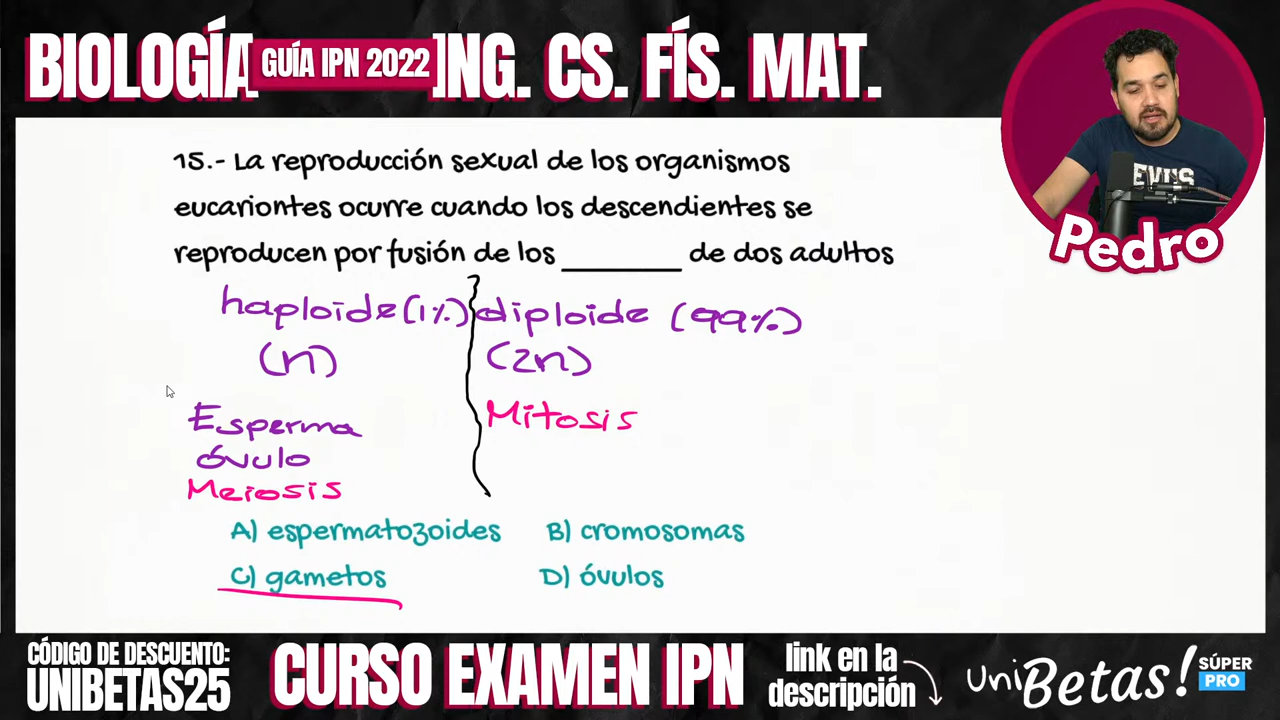 BIOLOGÍA[GUÍA IPN 2022]ING. CS. FÍS. MAT.
15.- La reproducción sexual de los organismos
eucariontes ocurre cuando los descendientes se
reproducen por fusión de los ________ de dos adultos
haploide (1%) diploide (99%)
(n) (2n)
Esperma
óvulo
Meiosis
Mitosis
A) espermatozoides B) cromosomas
C) gametos D) óvulos
Pedro
CÓDIGO DE DESCUENTO:
UNIBETAS25
CURSO EXAMEN IPN
link en la
descripción
UniBetas!
SÚPER
PRO